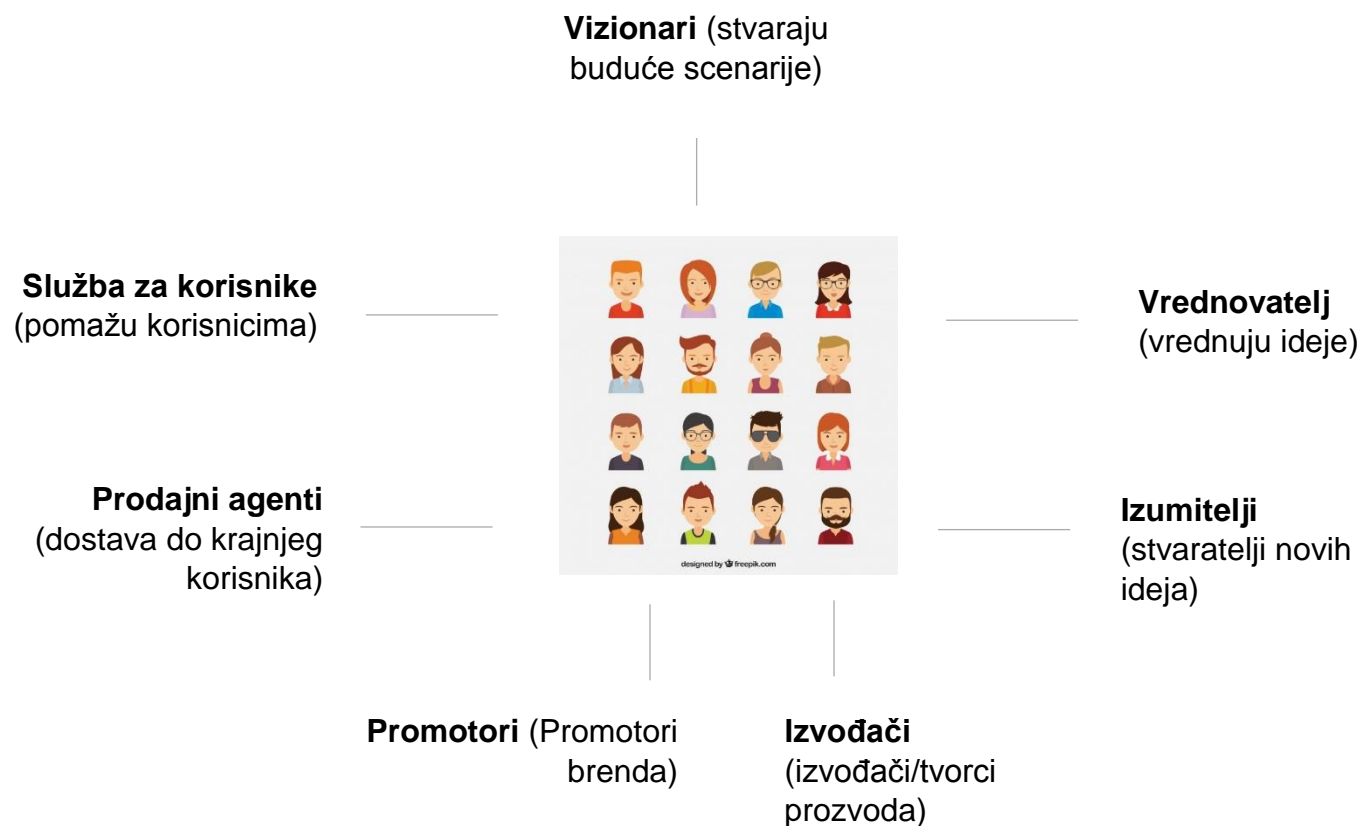 Vizionari (stvaraju
buduće scenarije)
Služba za korisnike
(pomažu korisnicima)
Vrednovatelj
(vrednuju ideje)
Prodajni agenti
(dostava do krajnjeg
korisnika)
Izumitelji
(stvaratelji novih
ideja)
designed by freepik.com
Promotori (Promotori
brenda)
Izvođači
(izvođači/tvorci
prozvoda)